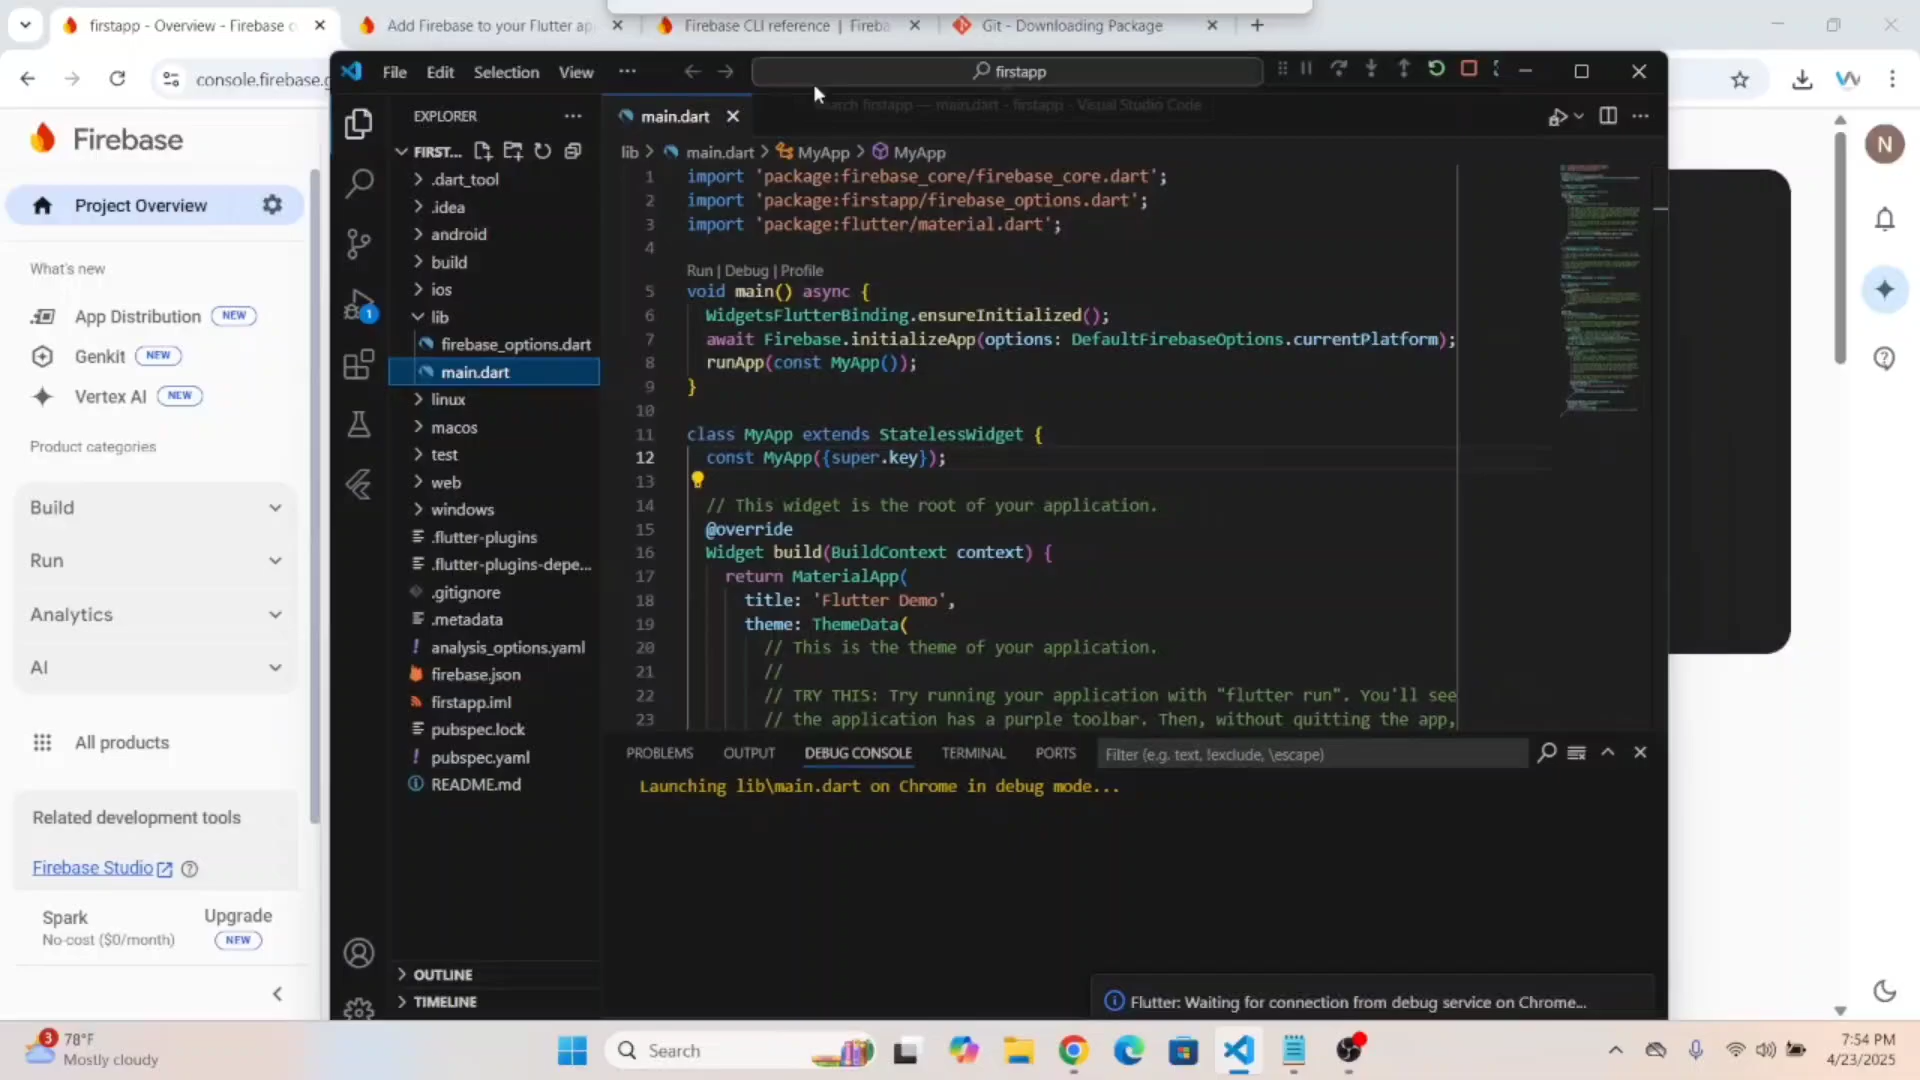 firstapp - Overview - Firebase c
Add Firebase to your Flutter ap
Firebase CLI reference | Fireba
Git - Downloading Package
console.firebase.g
Firebase
Project Overview
What's new
App Distribution NEW
Genkit NEW
Vertex AI NEW
Product categories
Build
Run
Analytics
AI
All products
Related development tools
Firebase Studio
Spark
No-cost ($0/month)
Upgrade
NEW
File Edit Selection View ···
firstapp
Search firstapp — main.dart - firstapp - Visual Studio Code
EXPLORER
FIRST...
.dart_tool
.idea
android
build
ios
lib
firebase_options.dart
main.dart
linux
macos
test
web
windows
.flutter-plugins
.flutter-plugins-depe...
.gitignore
.metadata
analysis_options.yaml
firebase.json
firstapp.iml
pubspec.lock
pubspec.yaml
README.md
OUTLINE
TIMELINE
1
main.dart
lib > main.dart > MyApp > MyApp
1 import 'package:firebase_core/firebase_core.dart';
2 import 'package:firstapp/firebase_options.dart';
3 import 'package:flutter/material.dart';
4
Run | Debug | Profile
5 void main() async {
6 WidgetsFlutterBinding.ensureInitialized();
7 await Firebase.initializeApp(options: DefaultFirebaseOptions.currentPlatform);
8 runApp(const MyApp());
9 }
10
11 class MyApp extends StatelessWidget {
12 const MyApp({super.key});
13
14 // This widget is the root of your application.
15 @override
16 Widget build(BuildContext context) {
17 return MaterialApp(
18 title: 'Flutter Demo',
19 theme: ThemeData(
20 // This is the theme of your application.
21 //
22 // TRY THIS: Try running your application with "flutter run". You'll see
23 // the application has a purple toolbar. Then, without quitting the app,
PROBLEMS OUTPUT DEBUG CONSOLE TERMINAL PORTS
Filter (e.g. text, !exclude, \escape)
Launching lib\main.dart on Chrome in debug mode...
Flutter: Waiting for connection from debug service on Chrome...
N
3
78°F
Mostly cloudy
Search
7:54 PM
4/23/2025